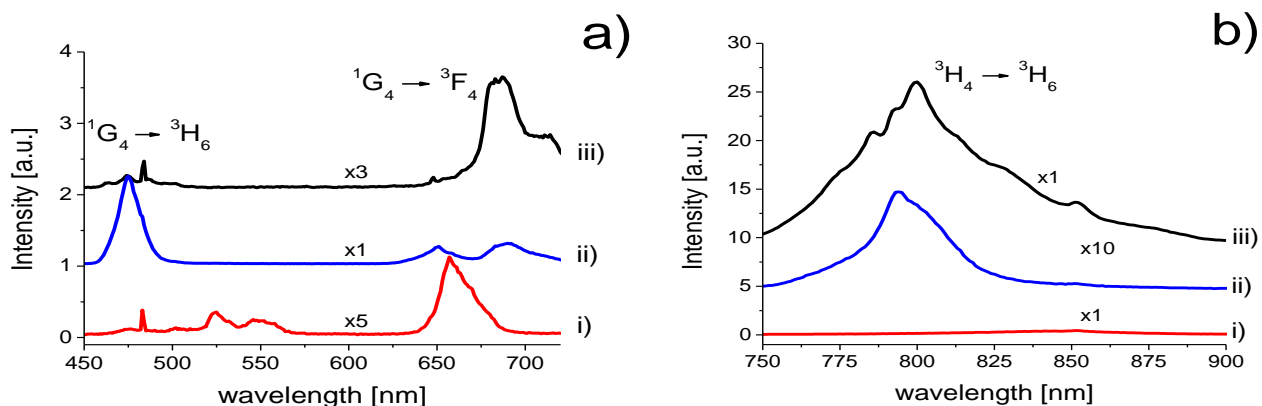 a)
4
3
2
1
0
Intensity [a.u.]
¹G₄ → ³F₄
¹G₄ → ³H₆
x3
iii)
x1
ii)
x5
i)
450 500 550 600 650 700
wavelength [nm]
b)
30
25
20
15
10
5
0
Intensity [a.u.]
³H₄ → ³H₆
x1
iii)
x10
ii)
x1
i)
750 775 800 825 850 875 900
wavelength [nm]